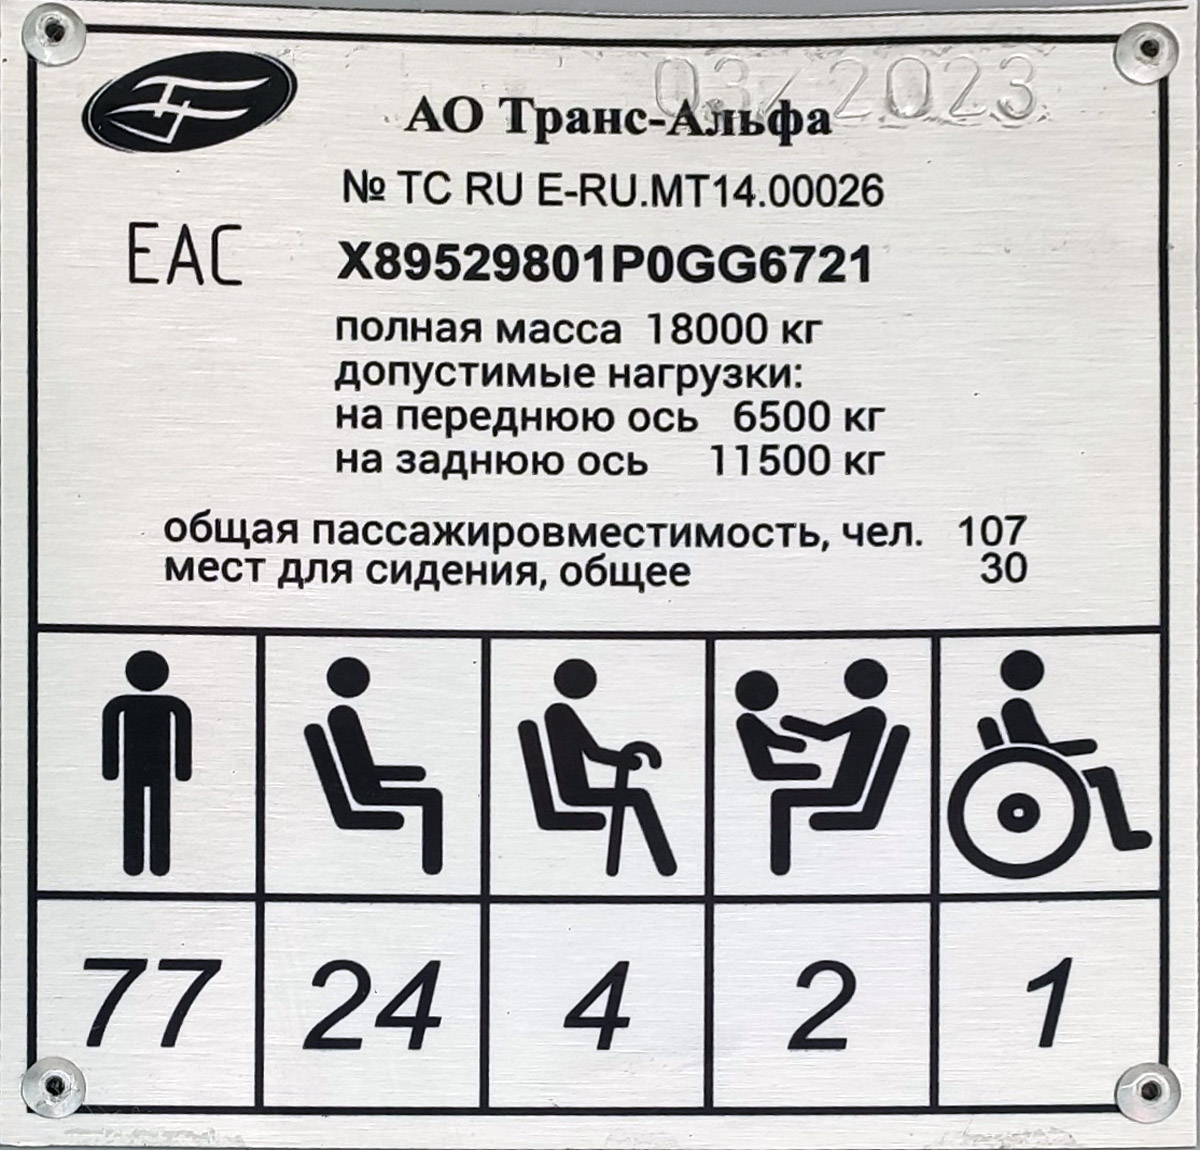 03/2023
АО Транс-Альфа
№ ТС RU Е-RU.МТ14.00026
ЕАС
X89529801P0GG6721
полная масса 18000 кг
допустимые нагрузки:
на переднюю ось 6500 кг
на заднюю ось 11500 кг
общая пассажировместимость, чел. 107
мест для сидения, общее 30
77 24 4 2 1